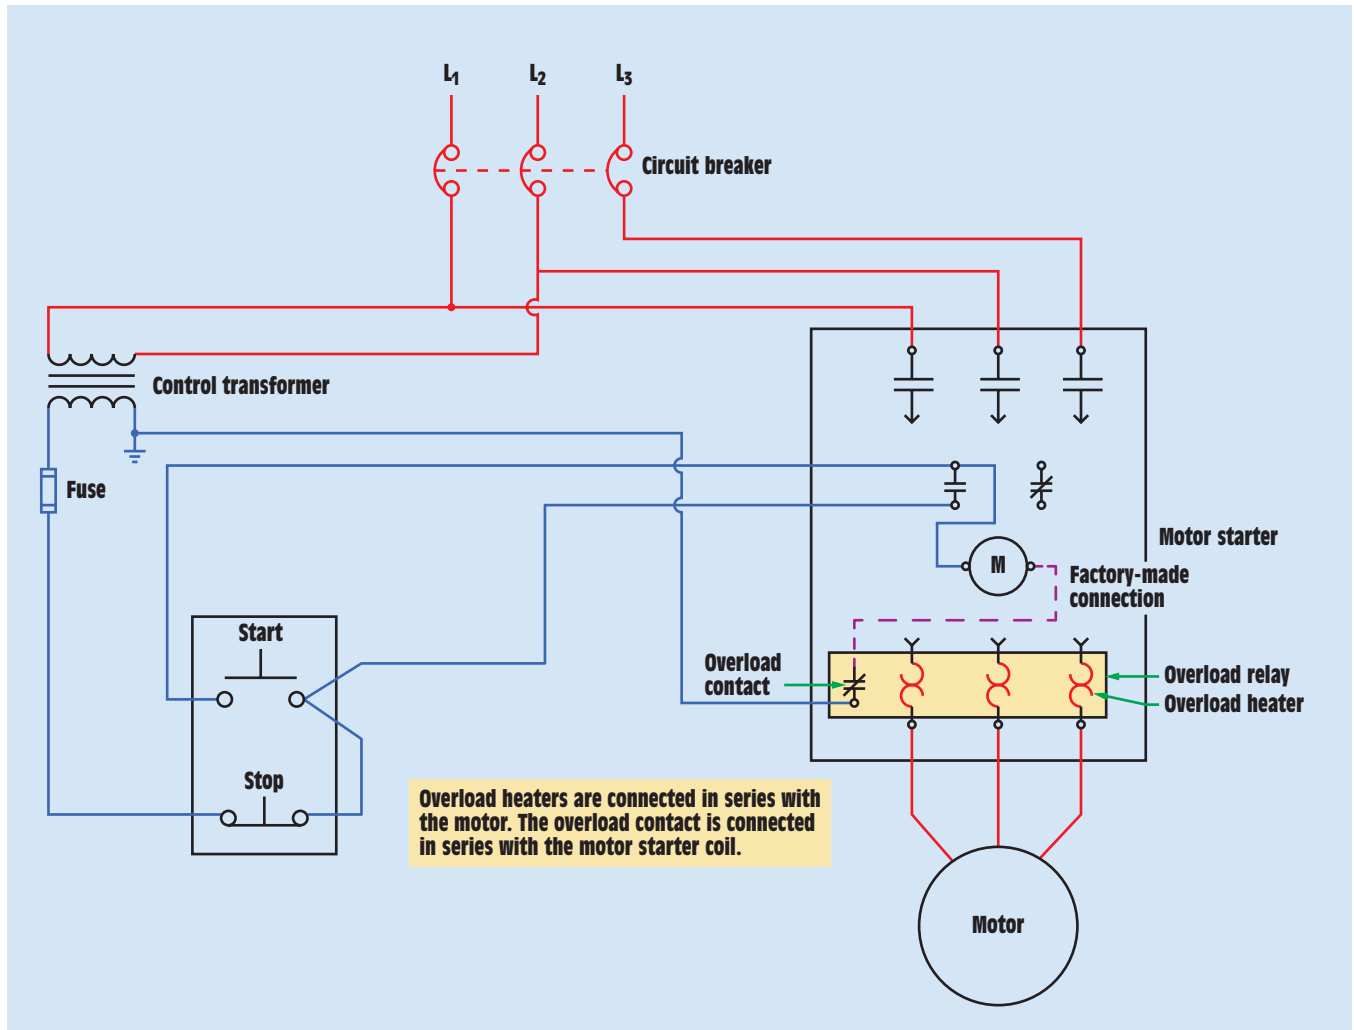 L1 L2 L3
Circuit breaker
Control transformer
Fuse
Motor starter
M
Factory-made
connection
Start
Overload
contact
Overload relay
Overload heater
Stop
Overload heaters are connected in series with
the motor. The overload contact is connected
in series with the motor starter coil.
Motor